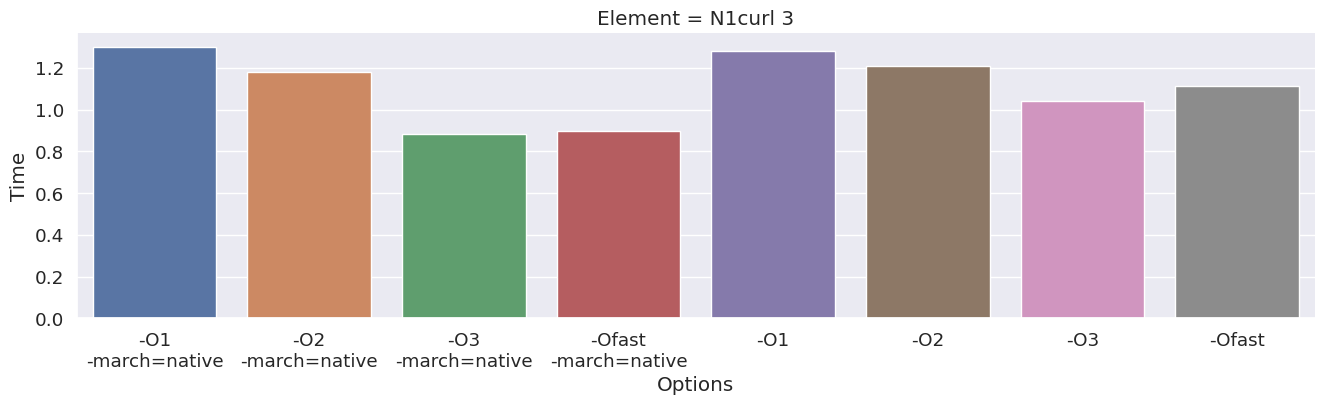 Element = N1curl 3
Time
1.2
1.0
0.8
0.6
0.4
0.2
0.0
-O1
-march=native
-O2
-march=native
-O3
-march=native
-Ofast
-march=native
-O1
-O2
-O3
-Ofast
Options